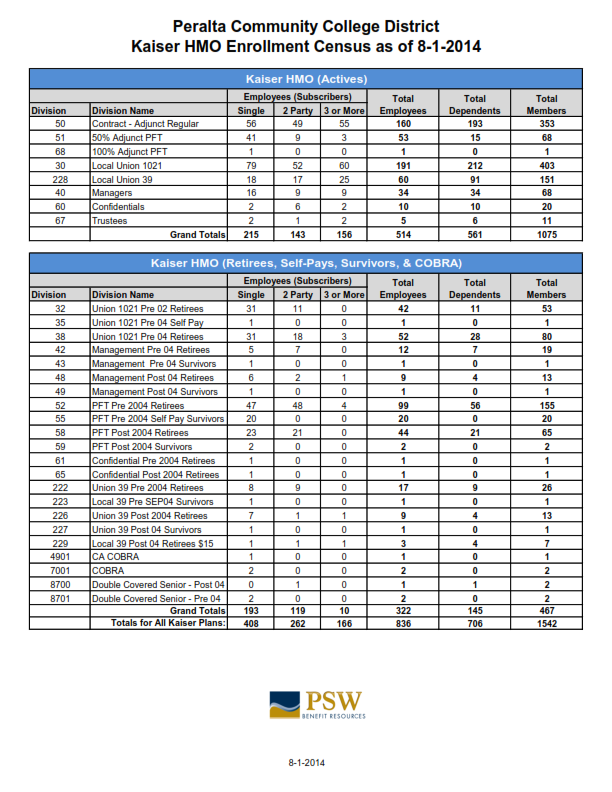 Peralta Community College District
Kaiser HMO Enrollment Census as of 8-1-2014
Kaiser HMO (Actives)
Employees (Subscribers) Total Total Total
Division Division Name Single 2 Party 3 or More Employees Dependents Members
50 Contract - Adjunct Regular 56 49 55 160 193 353
51 50% Adjunct PFT 41 9 3 53 15 68
68 100% Adjunct PFT 1 0 0 1 0 1
30 Local Union 1021 79 52 60 191 212 403
228 Local Union 39 18 17 25 60 91 151
40 Managers 16 9 9 34 34 68
60 Confidentials 2 6 2 10 10 20
67 Trustees 2 1 2 5 6 11
Grand Totals 215 143 156 514 561 1075
Kaiser HMO (Retirees, Self-Pays, Survivors, & COBRA)
Employees (Subscribers) Total Total Total
Division Division Name Single 2 Party 3 or More Employees Dependents Members
32 Union 1021 Pre 02 Retirees 31 11 0 42 11 53
35 Union 1021 Pre 04 Self Pay 1 0 0 1 0 1
38 Union 1021 Pre 04 Retirees 31 18 3 52 28 80
42 Management Pre 04 Retirees 5 7 0 12 7 19
43 Management Pre 04 Survivors 1 0 0 1 0 1
48 Management Post 04 Retirees 6 2 1 9 4 13
49 Management Post 04 Survivors 1 0 0 1 0 1
52 PFT Pre 2004 Retirees 47 48 4 99 56 155
55 PFT Pre 2004 Self Pay Survivors 20 0 0 20 0 20
58 PFT Post 2004 Retirees 23 21 0 44 21 65
59 PFT Post 2004 Survivors 2 0 0 2 0 2
61 Confidential Pre 2004 Retirees 1 0 0 1 0 1
65 Confidential Post 2004 Retirees 1 0 0 1 0 1
222 Union 39 Pre 2004 Retirees 8 9 0 17 9 26
223 Local 39 Pre SEP04 Survivors 1 0 0 1 0 1
226 Union 39 Post 2004 Retirees 7 1 1 9 4 13
227 Union 39 Post 04 Survivors 1 0 0 1 0 1
229 Local 39 Post 04 Retirees $15 1 1 1 3 4 7
4901 CA COBRA 1 0 0 1 0 1
7001 COBRA 2 0 0 2 0 2
8700 Double Covered Senior - Post 04 0 1 0 1 1 2
8701 Double Covered Senior - Pre 04 2 0 0 2 0 2
Grand Totals 193 119 10 322 145 467
Totals for All Kaiser Plans: 408 262 166 836 706 1542
PSW
BENEFIT RESOURCES
8-1-2014